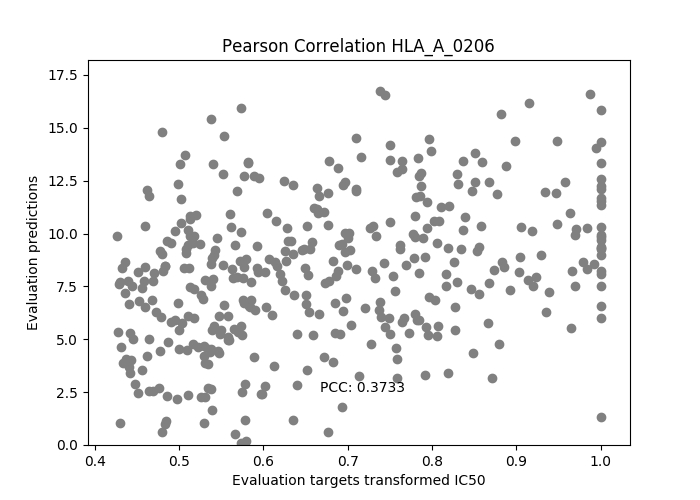 Pearson Correlation HLA_A_0206
17.5
15.0
12.5
10.0
7.5
5.0
2.5
0.0
Evaluation predictions
PCC: 0.3733
0.4 0.5 0.6 0.7 0.8 0.9 1.0
Evaluation targets transformed IC50